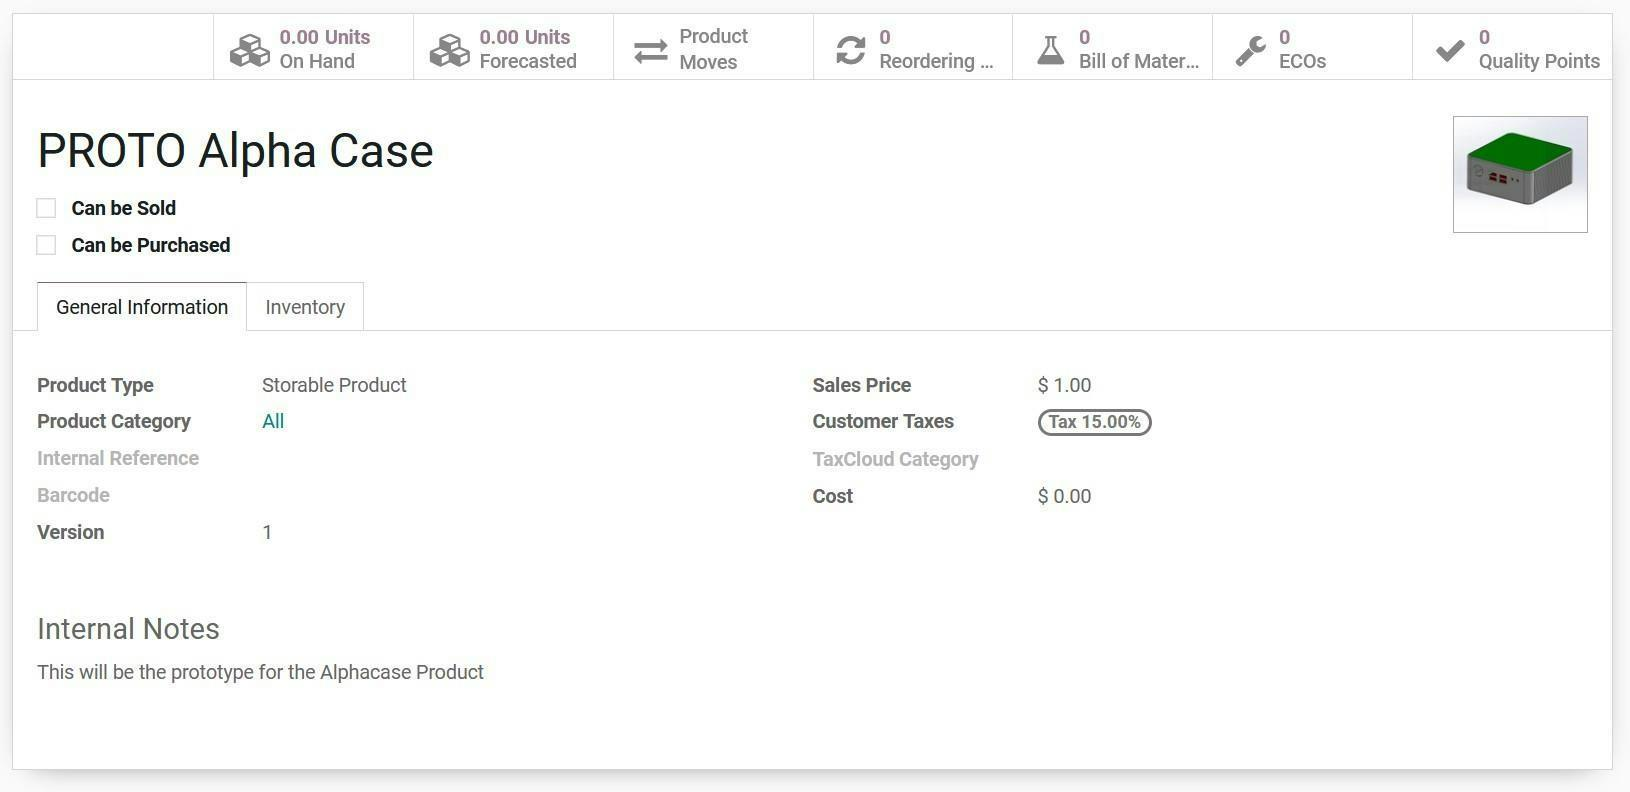 0.00 Units
On Hand
0.00 Units
Forecasted
Product
Moves
0
Reordering ...
0
Bill of Mater...
0
ECOs
0
Quality Points
PROTO Alpha Case
Can be Sold
Can be Purchased
General Information
Inventory
Product Type Storable Product
Product Category All
Internal Reference
Barcode
Version 1
Sales Price $ 1.00
Customer Taxes Tax 15.00%
TaxCloud Category
Cost $ 0.00
Internal Notes
This will be the prototype for the Alphacase Product